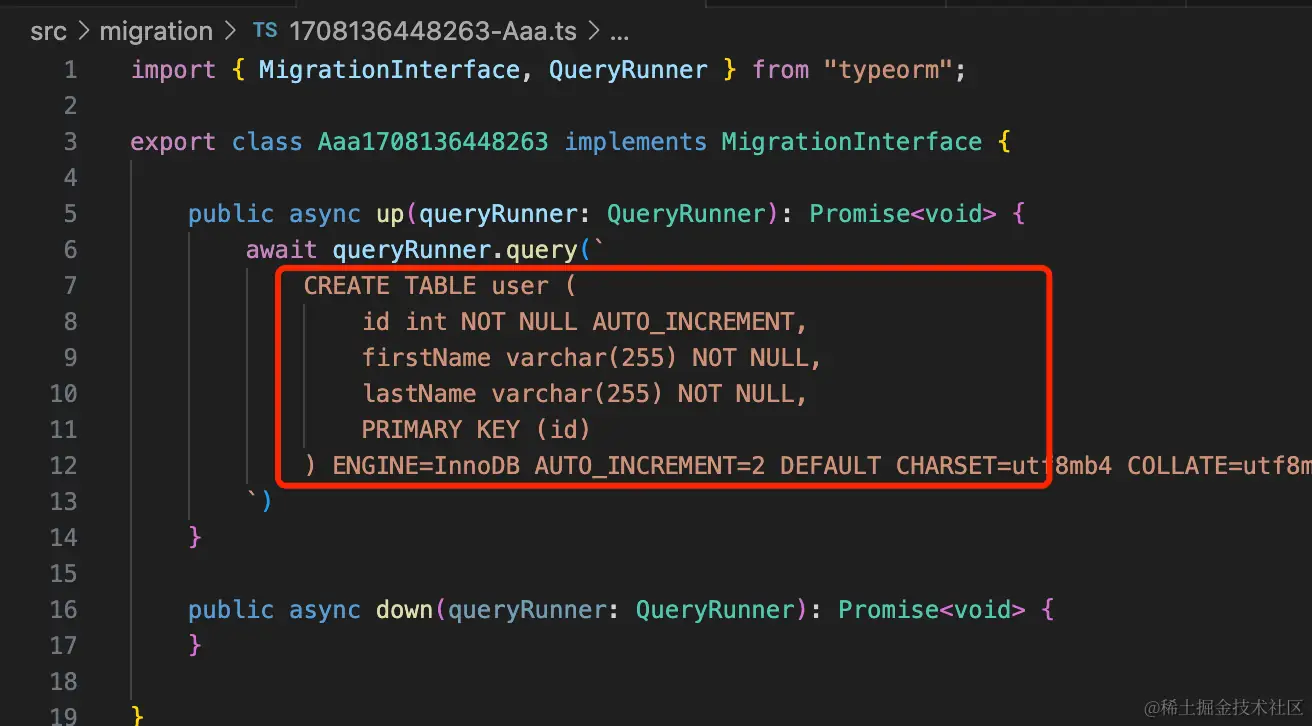 src > migration > TS 1708136448263-Aaa.ts > ...
1 import { MigrationInterface, QueryRunner } from "typeorm";
2
3 export class Aaa1708136448263 implements MigrationInterface {
4
5 public async up(queryRunner: QueryRunner): Promise<void> {
6 await queryRunner.query(`
7 CREATE TABLE user (
8 id int NOT NULL AUTO_INCREMENT,
9 firstName varchar(255) NOT NULL,
10 lastName varchar(255) NOT NULL,
11 PRIMARY KEY (id)
12 ) ENGINE=InnoDB AUTO_INCREMENT=2 DEFAULT CHARSET=utf8mb4 COLLATE=utf8m
13 `)
14 }
15
16 public async down(queryRunner: QueryRunner): Promise<void> {
17 }
18
19 }
@稀土掘金技术社区